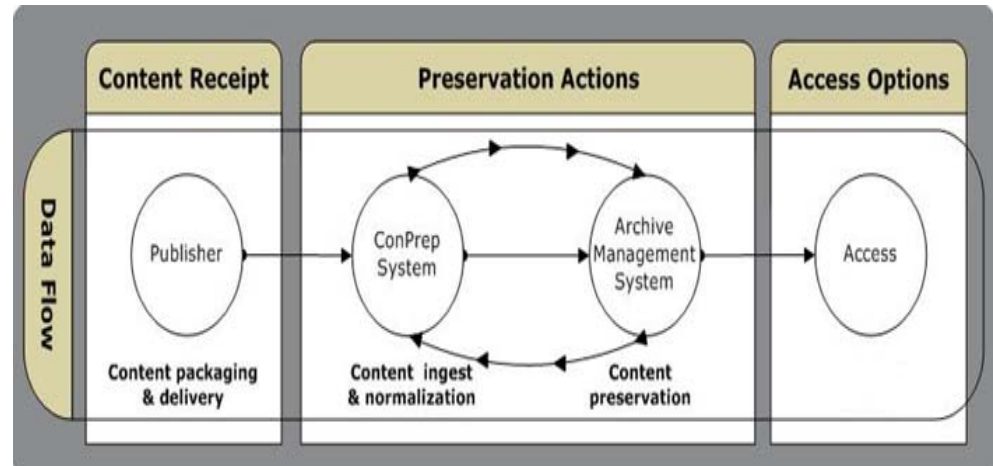 Content Receipt
Preservation Actions
Access Options
Data Flow
Publisher
ConPrep
System
Archive
Management
System
Access
Content packaging
& delivery
Content ingest
& normalization
Content
preservation